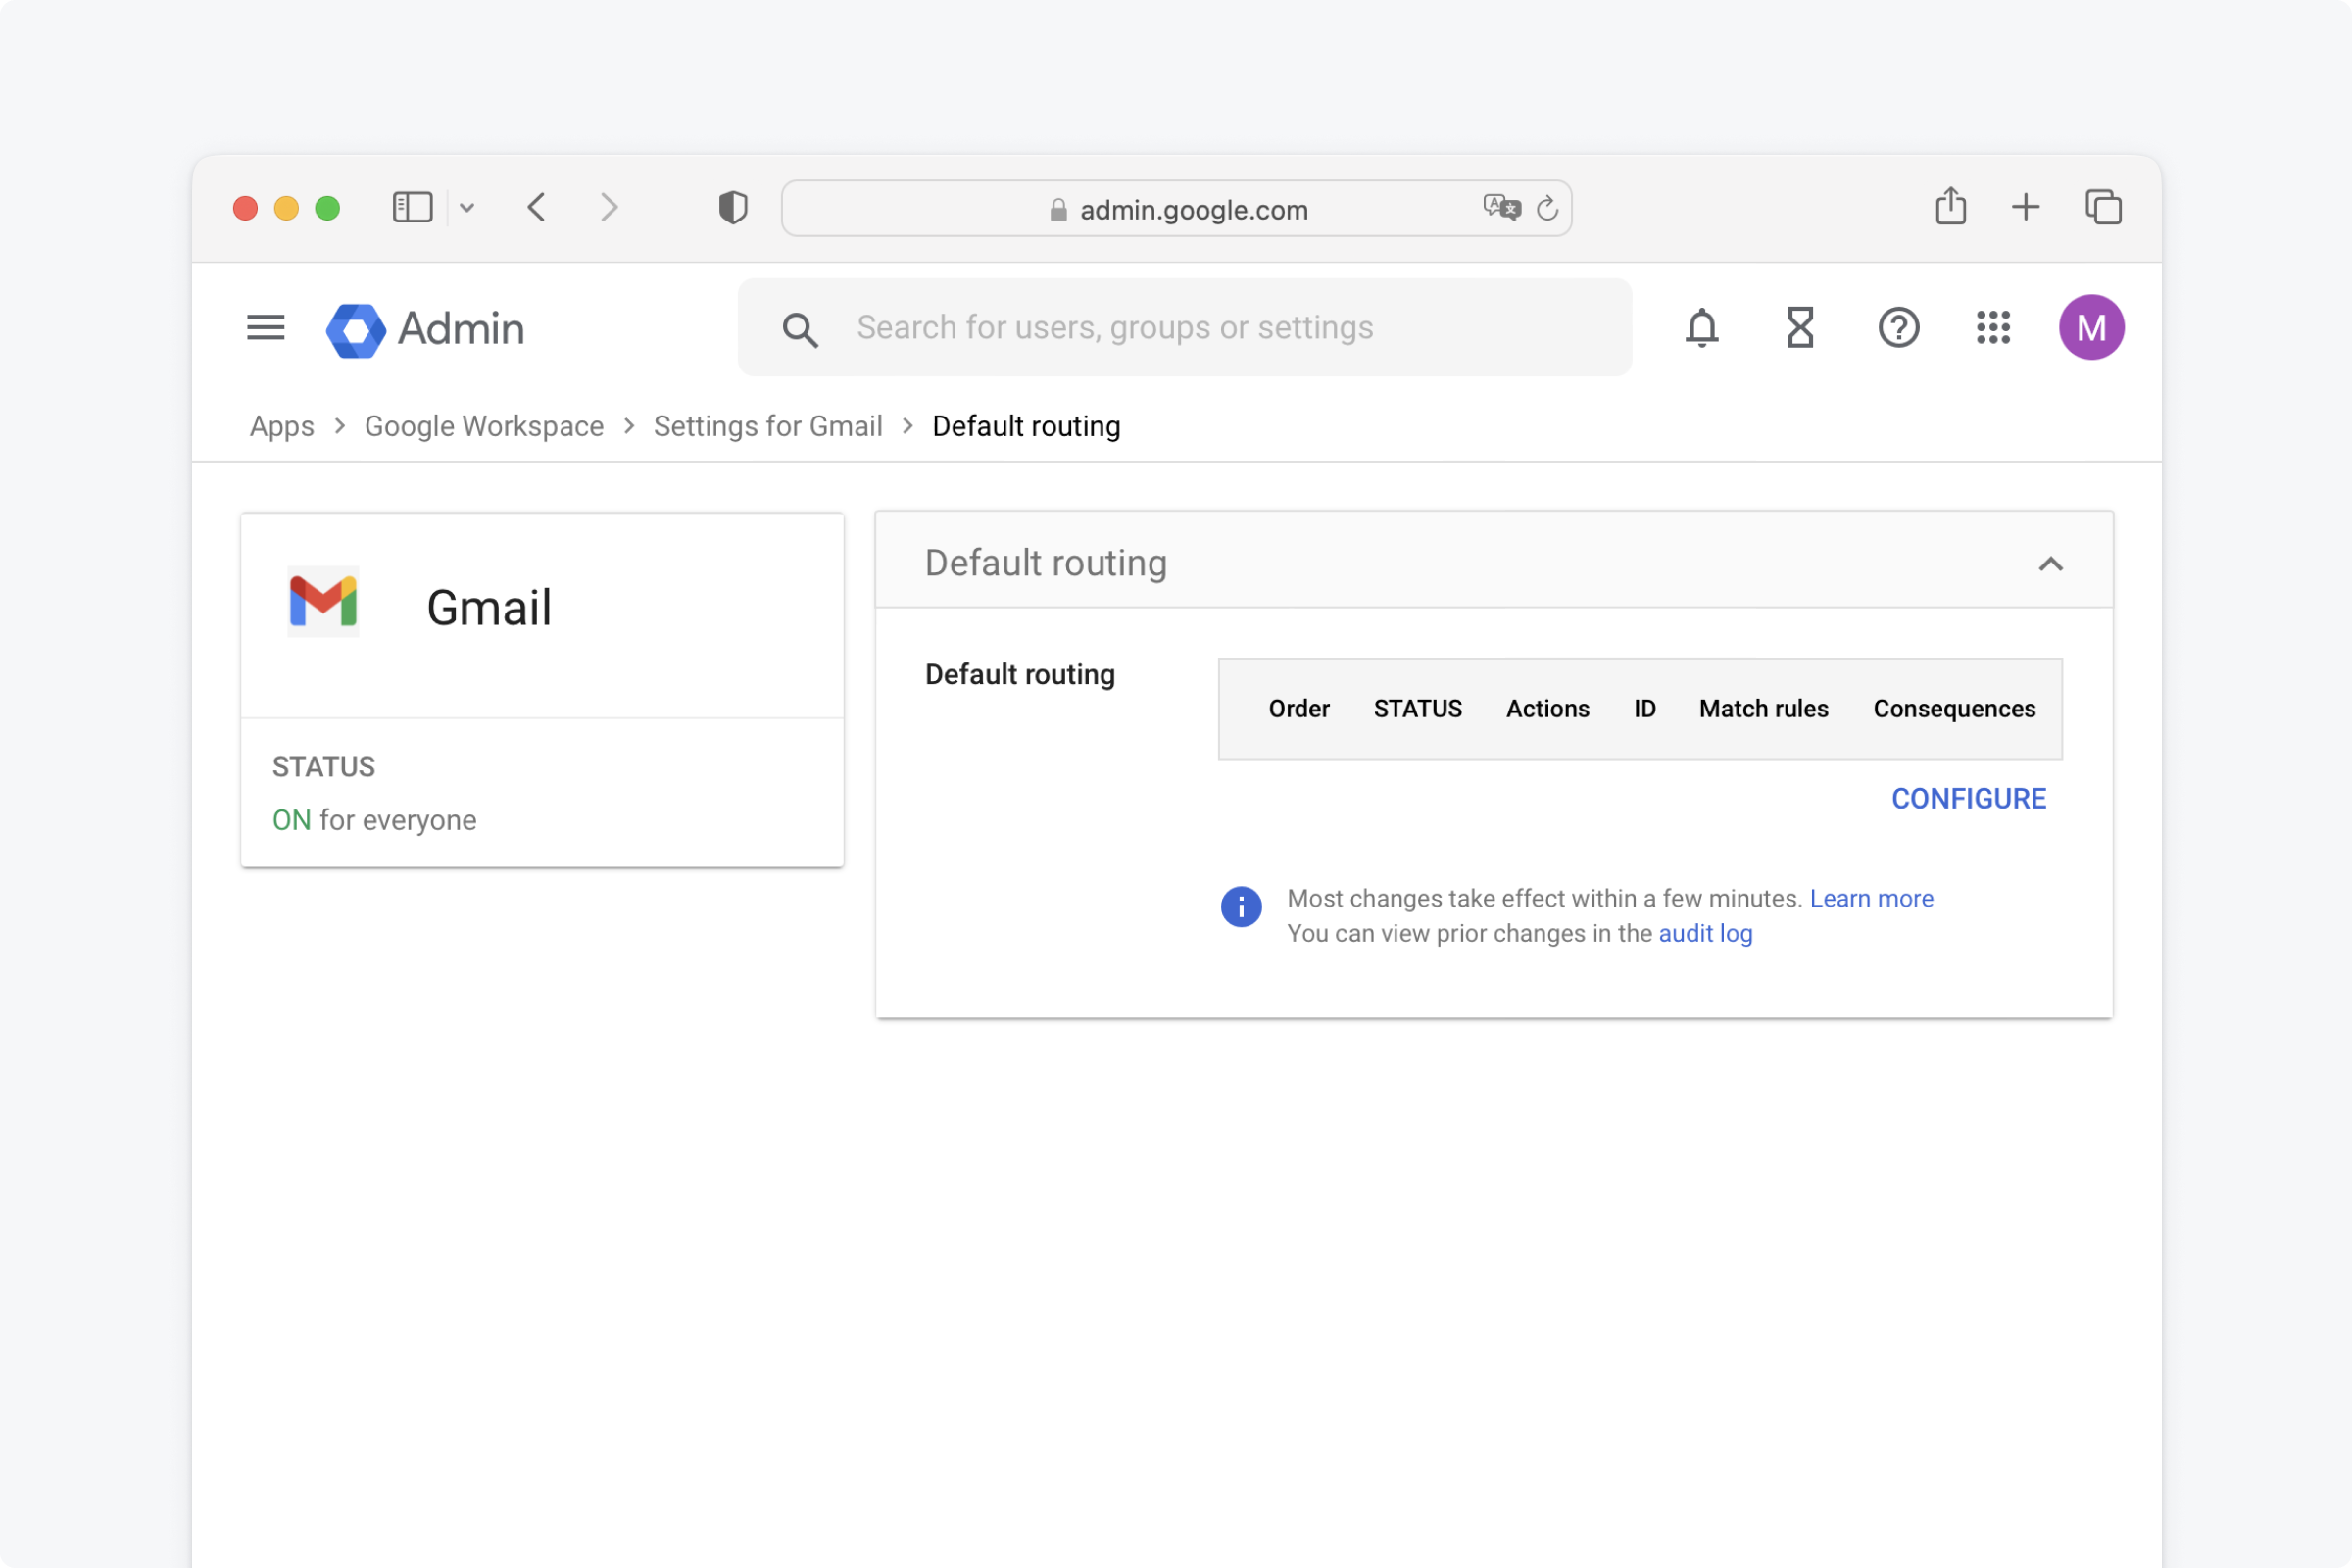 admin.google.com
Admin
Search for users, groups or settings
M
Apps > Google Workspace > Settings for Gmail > Default routing
Gmail
STATUS
ON for everyone
Default routing
Default routing
Order STATUS Actions ID Match rules Consequences
CONFIGURE
Most changes take effect within a few minutes. Learn more
You can view prior changes in the audit log